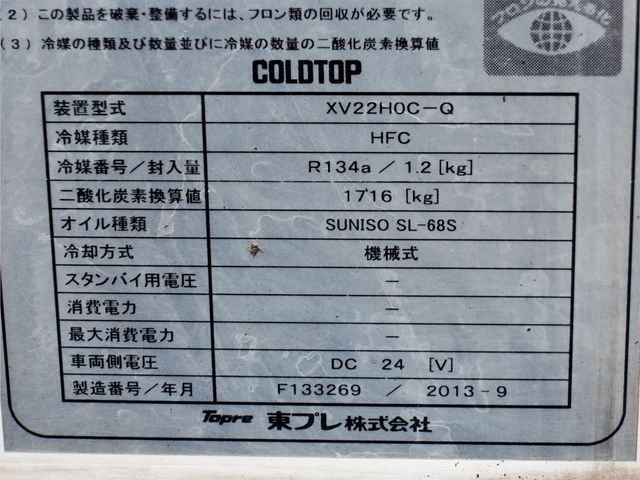 (2) この製品を破棄・整備するには、フロン類の回収が必要です。
(3) 冷媒の種類及び数量並びに冷媒の数量の二酸化炭素換算値
COLDTOP
装置型式 XV22H0C-Q
冷媒種類 HFC
冷媒番号/封入量 R134a / 1.2 [kg]
二酸化炭素換算値 1716 [kg]
オイル種類 SUNISO SL-68S
冷却方式 機械式
スタンバイ用電圧 —
消費電力 —
最大消費電力 —
車両側電圧 DC 24 [V]
製造番号/年月 F133269 / 2013-9
Topre 東プレ株式会社